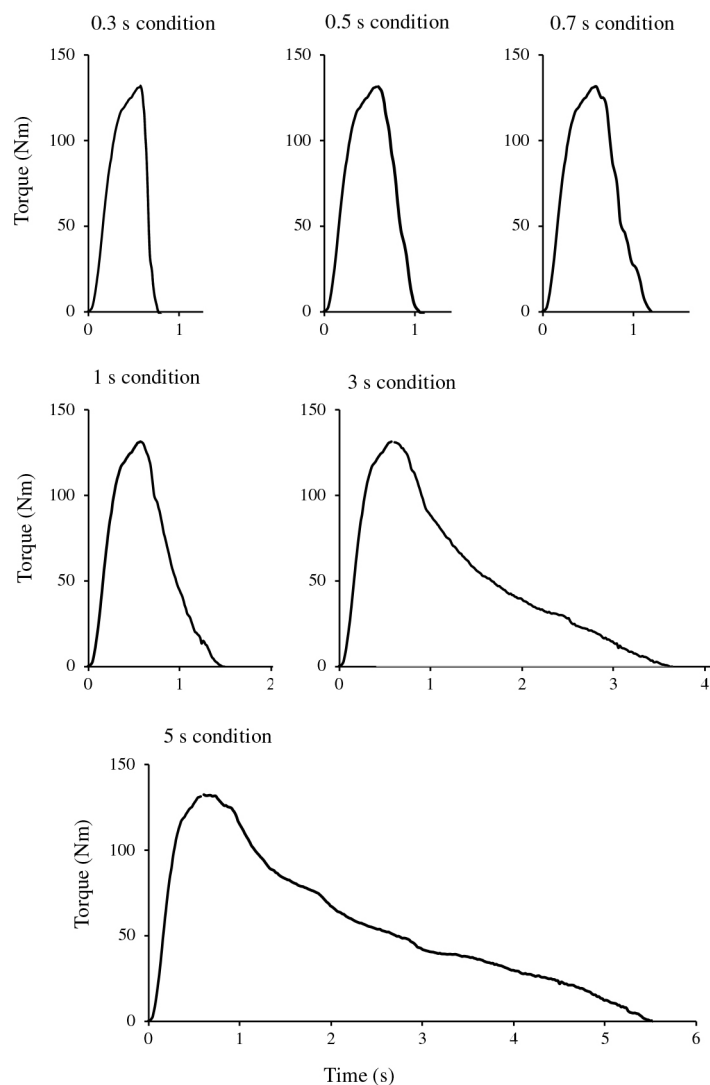 0.3 s condition 0.5 s condition 0.7 s condition
150 150 150
100 100 100
50 50 50
0 0 0
0 1 0 1 0 1
Torque (Nm)
1 s condition 3 s condition
150 150
100 100
50 50
0 0
0 1 2 0 1 2 3 4
Torque (Nm)
5 s condition
150
100
50
0
0 1 2 3 4 5 6
Torque (Nm)
Time (s)